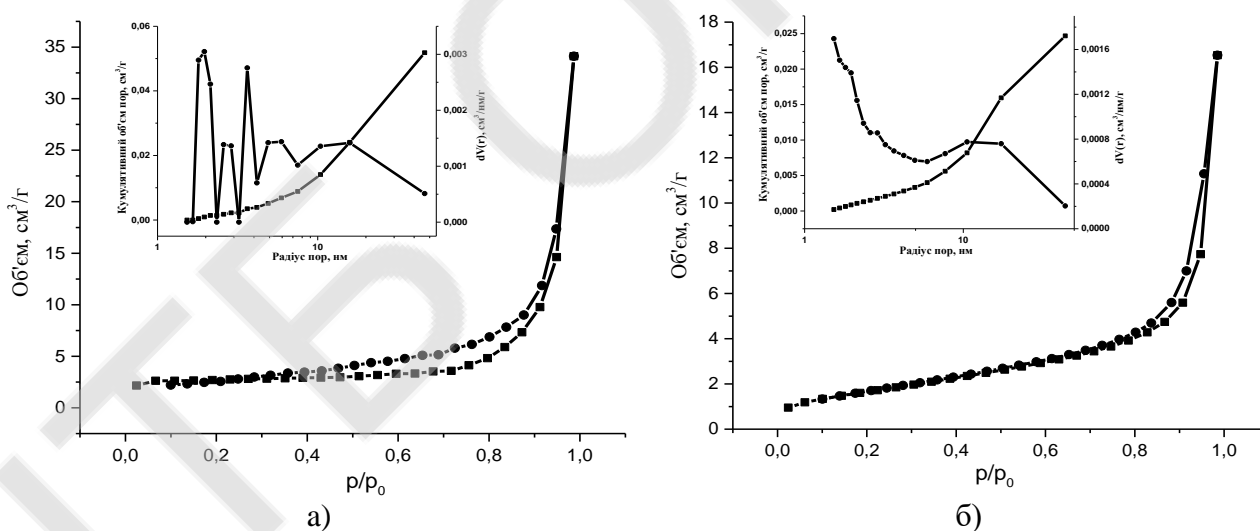 35
30
25
20
15
10
5
0
Об'єм, см³/г
0,0 0,2 0,4 0,6 0,8 1,0
p/p₀
0,06
0,04
0,02
0,00
Кумулятивний об'єм пор, см³/г
0,003
0,002
0,001
0,000
dV(r), см³/нм/г
1 10
Радіус пор, нм
а)
18
16
14
12
10
8
6
4
2
0
Об'єм, см³/г
0,0 0,2 0,4 0,6 0,8 1,0
p/p₀
0,025
0,020
0,015
0,010
0,005
0,000
Кумулятивний об'єм пор, см³/г
0,0016
0,0012
0,0008
0,0004
0,0000
dV(r), см³/нм/г
1 10
Радіус пор, нм
б)